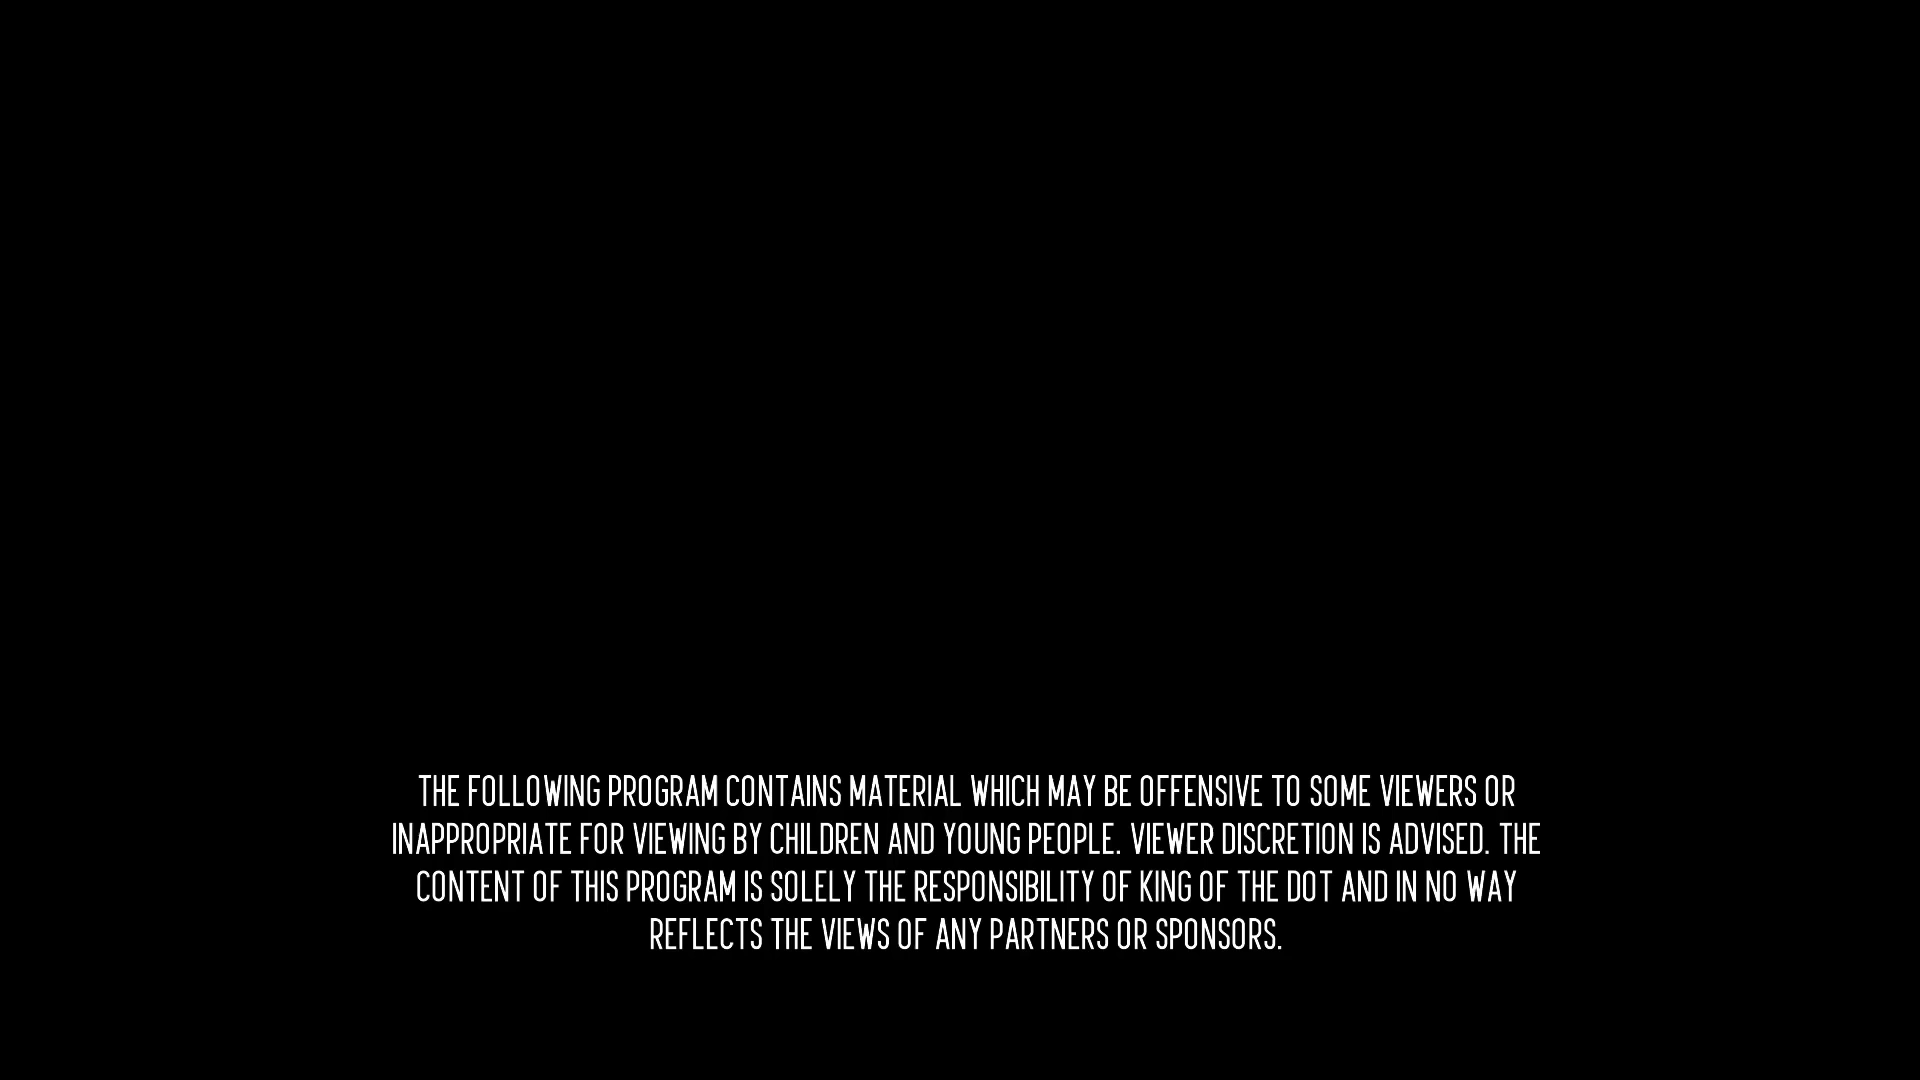 THE FOLLOWING PROGRAM CONTAINS MATERIAL WHICH MAY BE OFFENSIVE TO SOME VIEWERS OR
INAPPROPRIATE FOR VIEWING BY CHILDREN AND YOUNG PEOPLE. VIEWER DISCRETION IS ADVISED. THE
CONTENT OF THIS PROGRAM IS SOLELY THE RESPONSIBILITY OF KING OF THE DOT AND IN NO WAY
REFLECTS THE VIEWS OF ANY PARTNERS OR SPONSORS.